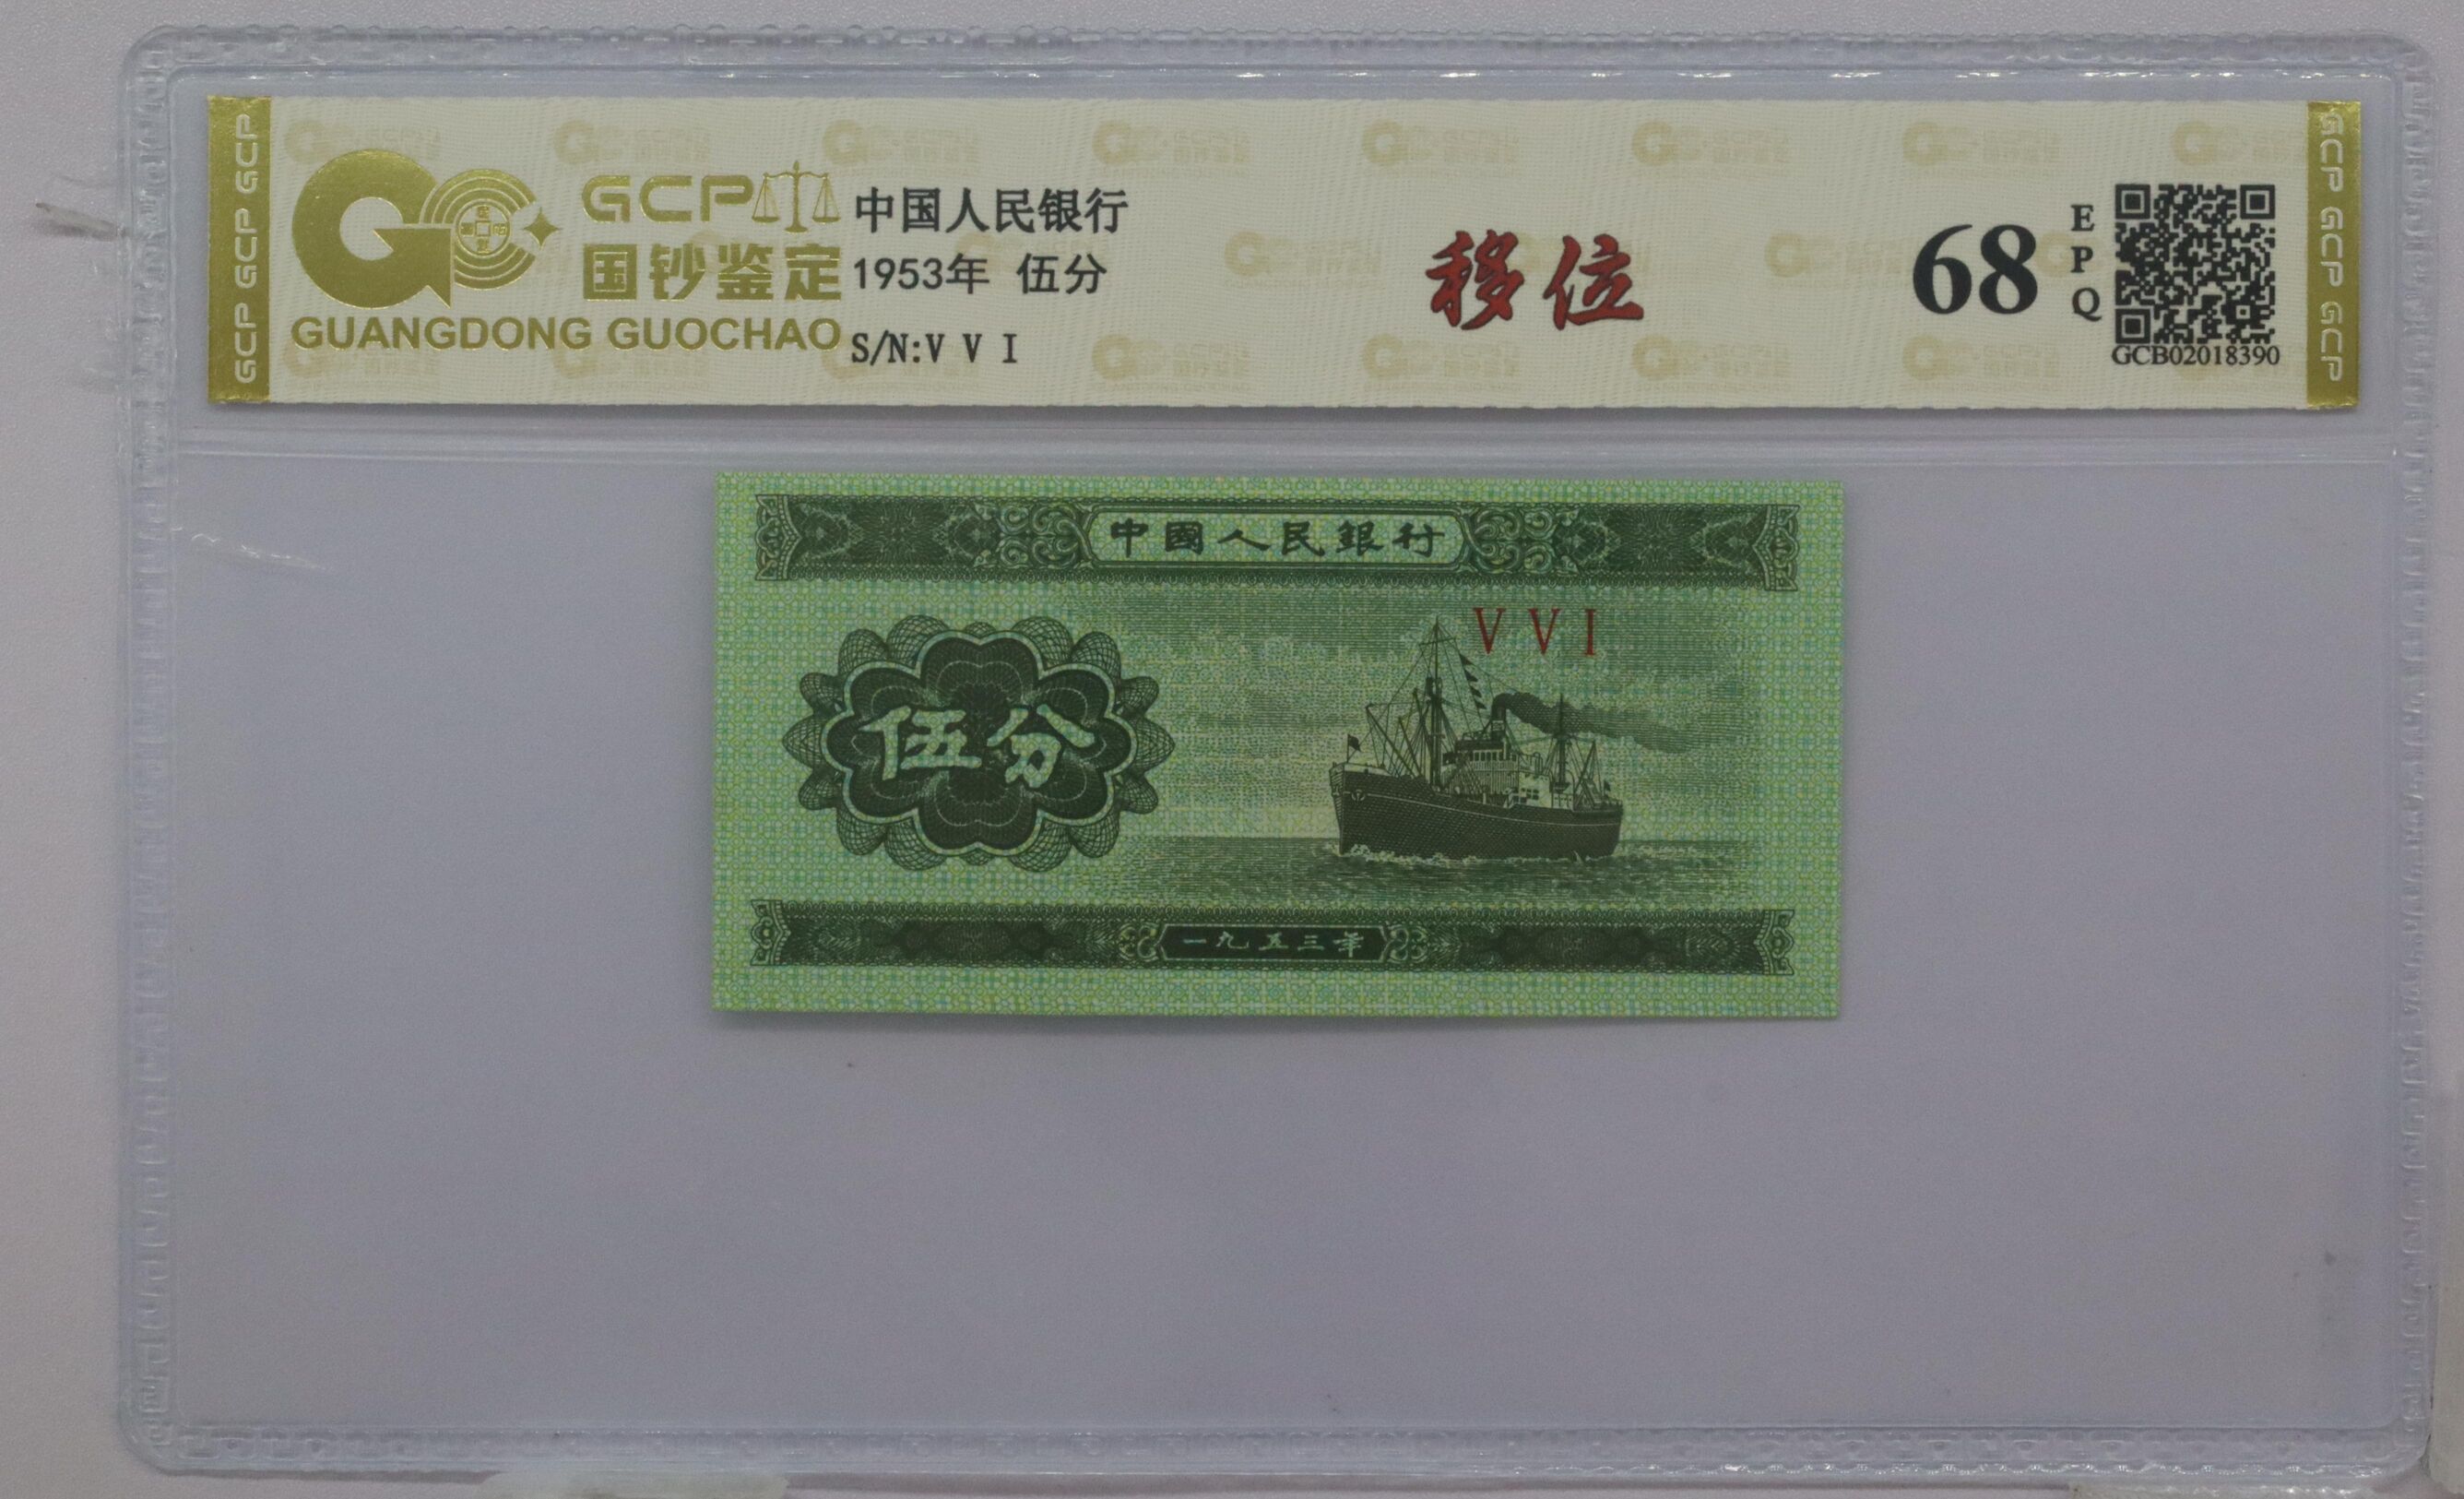 GCP GCP GCP
GCP
国钞鉴定
GUANGDONG GUOCHAO
中国人民银行
1953年 伍分
S/N:V V I
移位
68
EPQ
GCB02018390
GCP GCP GCP
中國人民銀行
V V I
伍分
一九五三年